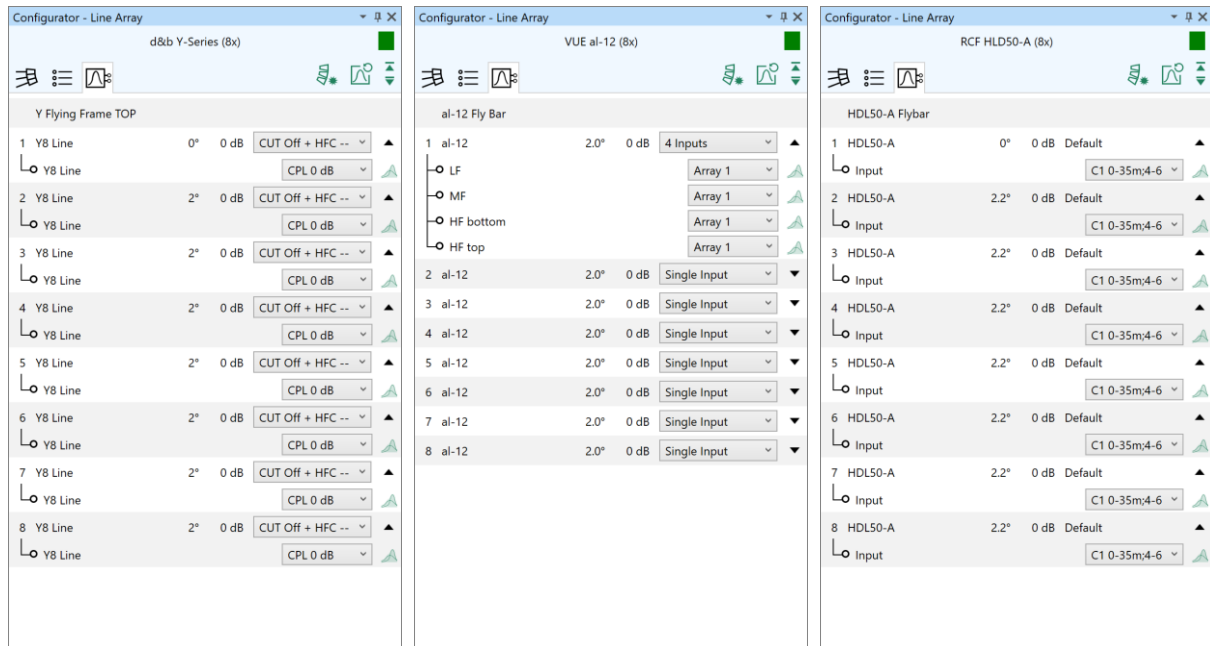 Configurator - Line Array
d&b Y-Series (8x)
Y Flying Frame TOP
1 Y8 Line 0° 0 dB CUT Off + HFC --
Y8 Line CPL 0 dB
2 Y8 Line 2° 0 dB CUT Off + HFC --
Y8 Line CPL 0 dB
3 Y8 Line 2° 0 dB CUT Off + HFC --
Y8 Line CPL 0 dB
4 Y8 Line 2° 0 dB CUT Off + HFC --
Y8 Line CPL 0 dB
5 Y8 Line 2° 0 dB CUT Off + HFC --
Y8 Line CPL 0 dB
6 Y8 Line 2° 0 dB CUT Off + HFC --
Y8 Line CPL 0 dB
7 Y8 Line 2° 0 dB CUT Off + HFC --
Y8 Line CPL 0 dB
8 Y8 Line 2° 0 dB CUT Off + HFC --
Y8 Line CPL 0 dB
Configurator - Line Array
VUE al-12 (8x)
al-12 Fly Bar
1 al-12 2.0° 0 dB 4 Inputs
LF Array 1
MF Array 1
HF bottom Array 1
HF top Array 1
2 al-12 2.0° 0 dB Single Input
3 al-12 2.0° 0 dB Single Input
4 al-12 2.0° 0 dB Single Input
5 al-12 2.0° 0 dB Single Input
6 al-12 2.0° 0 dB Single Input
7 al-12 2.0° 0 dB Single Input
8 al-12 2.0° 0 dB Single Input
Configurator - Line Array
RCF HLD50-A (8x)
HDL50-A Flybar
1 HDL50-A 0° 0 dB Default
Input C1 0-35m;4-6
2 HDL50-A 2.2° 0 dB Default
Input C1 0-35m;4-6
3 HDL50-A 2.2° 0 dB Default
Input C1 0-35m;4-6
4 HDL50-A 2.2° 0 dB Default
Input C1 0-35m;4-6
5 HDL50-A 2.2° 0 dB Default
Input C1 0-35m;4-6
6 HDL50-A 2.2° 0 dB Default
Input C1 0-35m;4-6
7 HDL50-A 2.2° 0 dB Default
Input C1 0-35m;4-6
8 HDL50-A 2.2° 0 dB Default
Input C1 0-35m;4-6